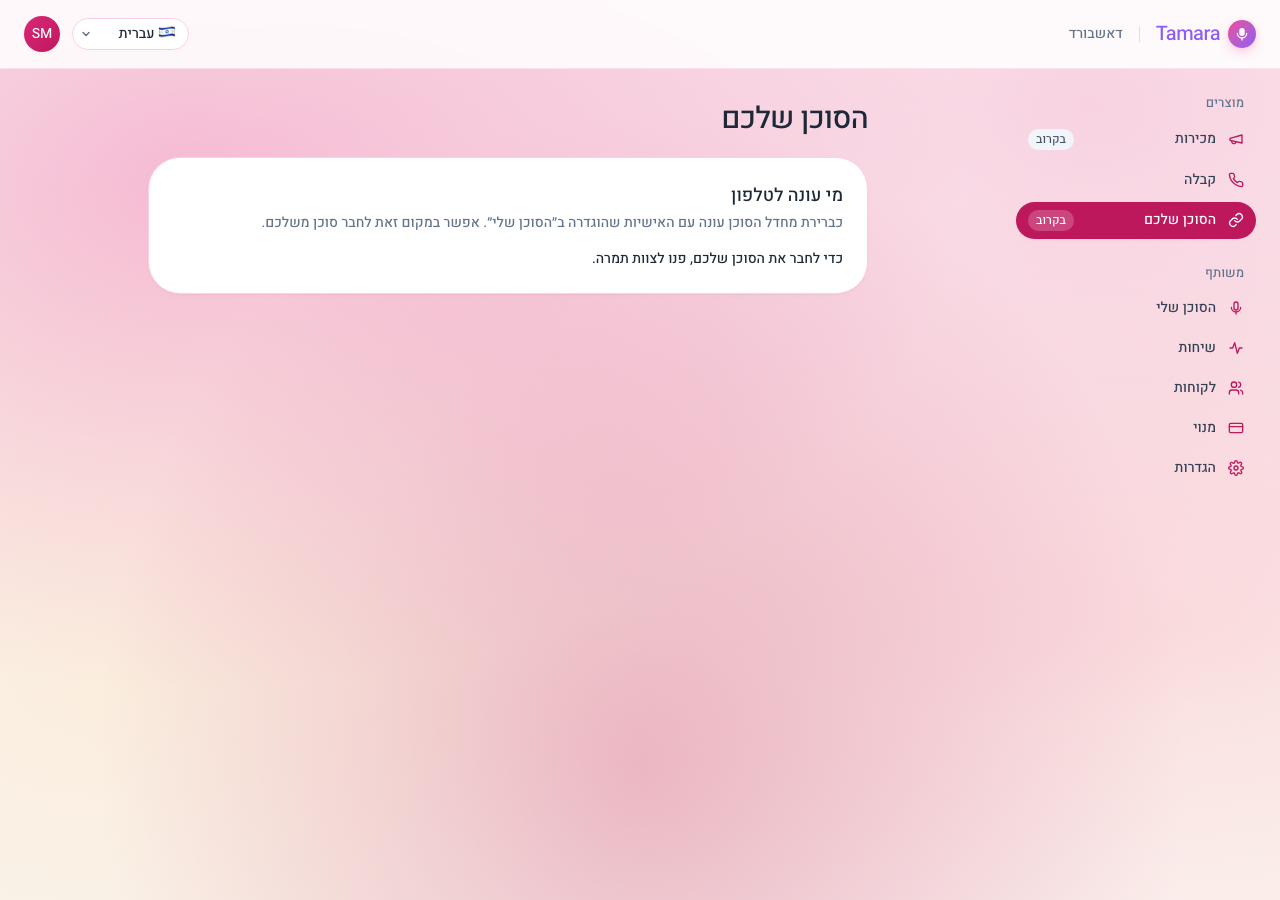 Tamara
דאשבורד
עברית
SM
מוצרים
מכירות
בקרוב
קבלה
הסוכן שלכם
בקרוב
משותף
הסוכן שלי
שיחות
לקוחות
מנוי
הגדרות
הסוכן שלכם
מי עונה לטלפון
כברירת מחדל הסוכן עונה עם האישיות שהוגדרה ב״הסוכן שלי״. אפשר במקום זאת לחבר סוכן משלכם.
כדי לחבר את הסוכן שלכם, פנו לצוות תמרה.